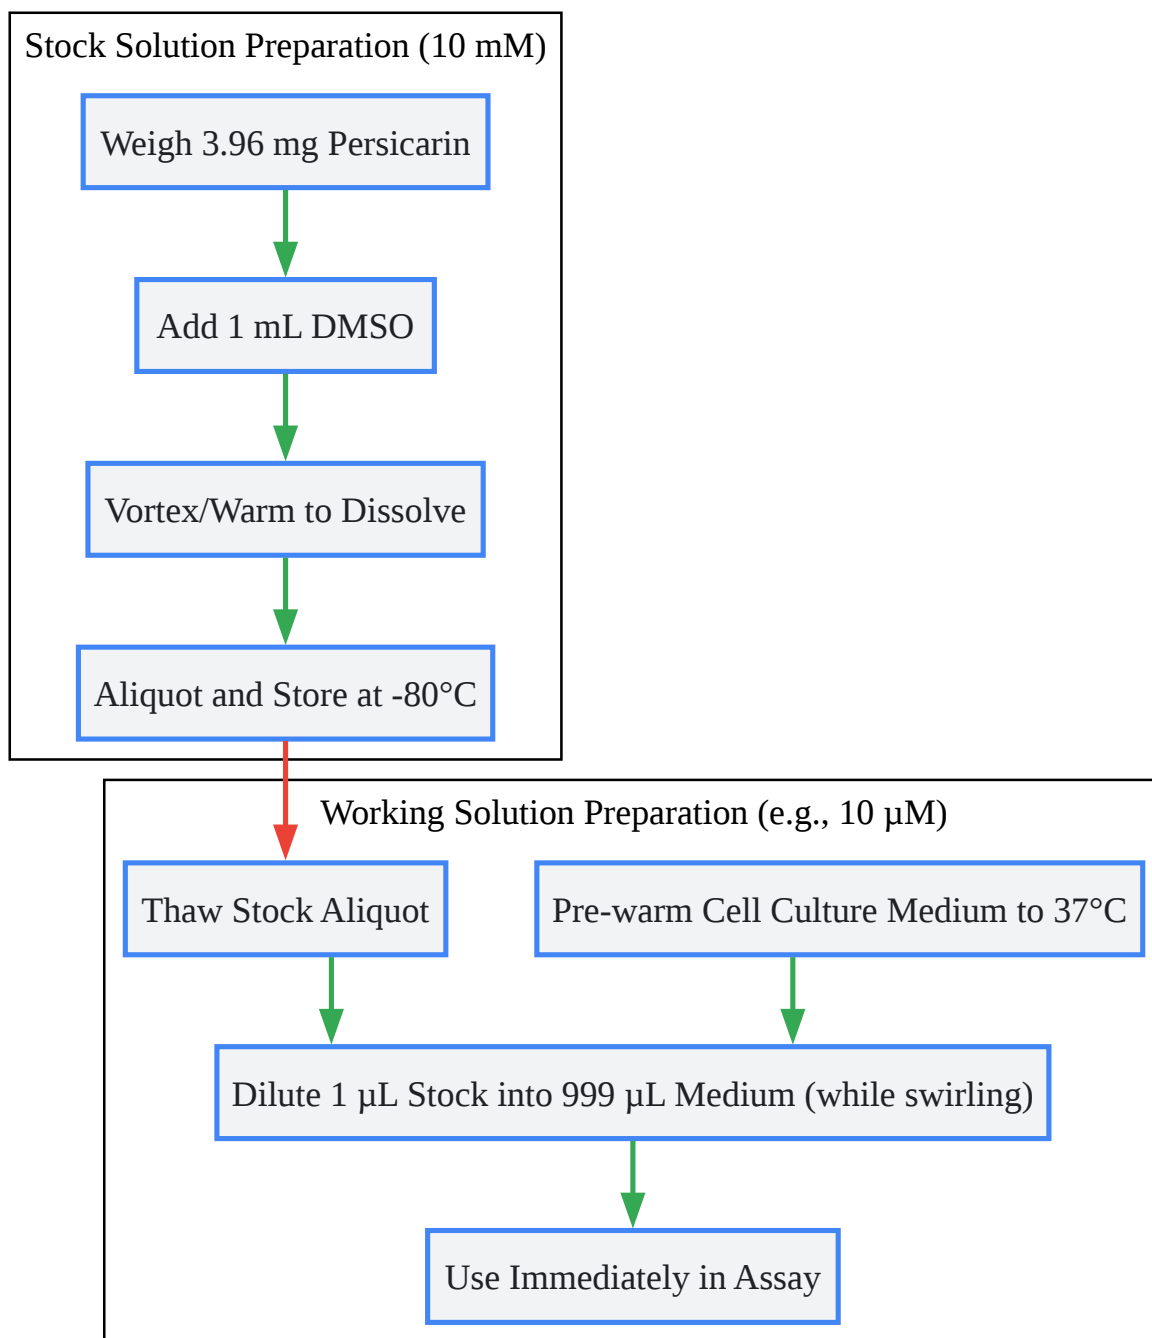 Stock Solution Preparation (10 mM)
Weigh 3.96 mg Persicarin
Add 1 mL DMSO
Vortex/Warm to Dissolve
Aliquot and Store at -80°C
Working Solution Preparation (e.g., 10 µM)
Thaw Stock Aliquot
Pre-warm Cell Culture Medium to 37°C
Dilute 1 µL Stock into 999 µL Medium (while swirling)
Use Immediately in Assay